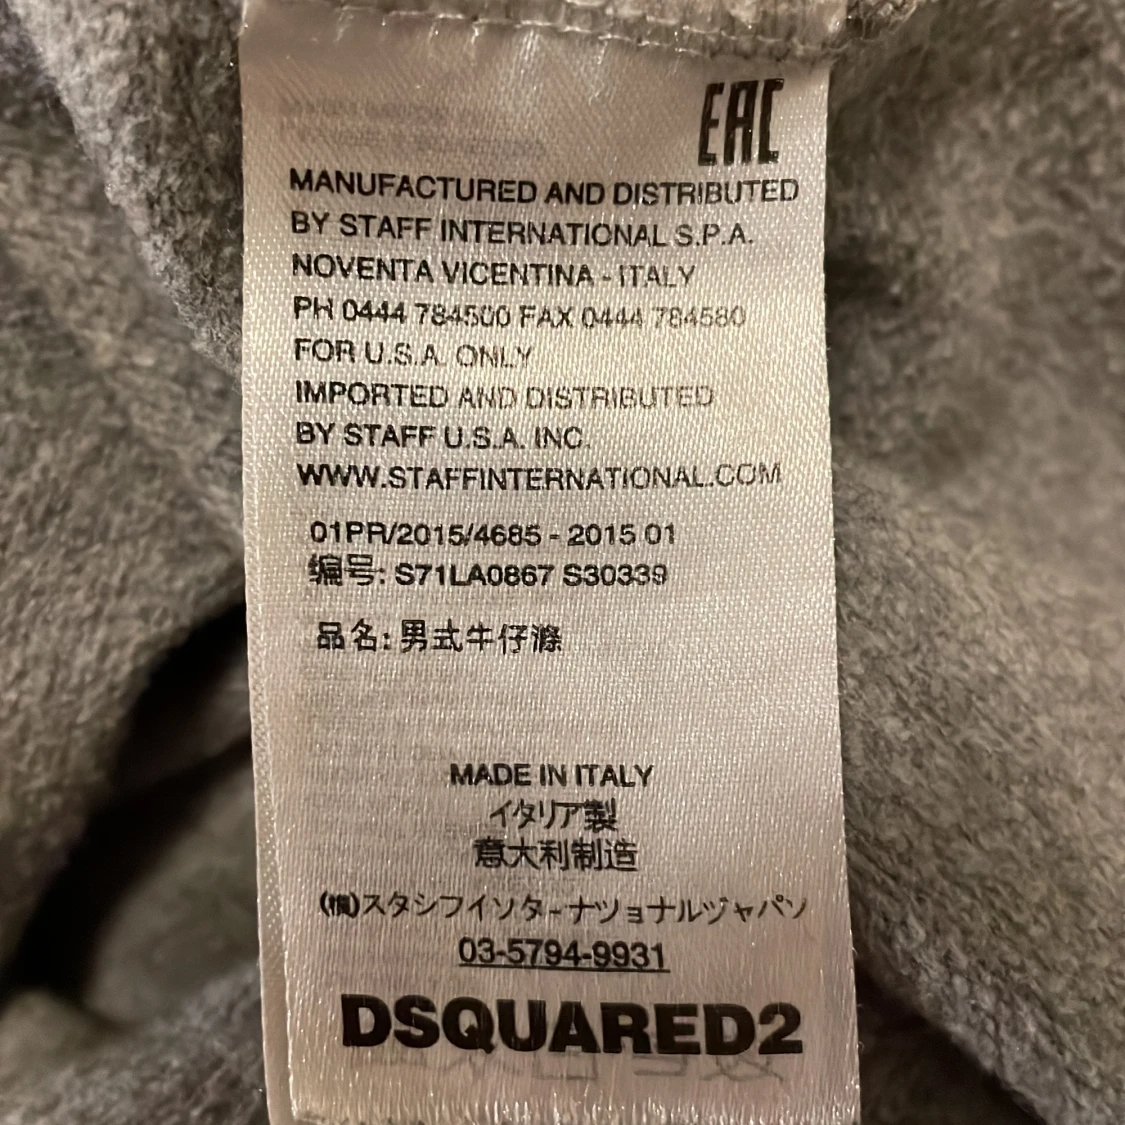 EAC
MANUFACTURED AND DISTRIBUTED
BY STAFF INTERNATIONAL S.P.A.
NOVENTA VICENTINA - ITALY
PH 0444 784500 FAX 0444 784580
FOR U.S.A. ONLY
IMPORTED AND DISTRIBUTED
BY STAFF U.S.A. INC.
WWW.STAFFINTERNATIONAL.COM
01PR/2015/4685 - 2015 01
编号: S71LA0867 S30339
品名: 男式牛仔滌
MADE IN ITALY
イタリア製
意大利制造
スタシフイソターナツョナルヅャパソ
03-5794-9931
DSQUARED2